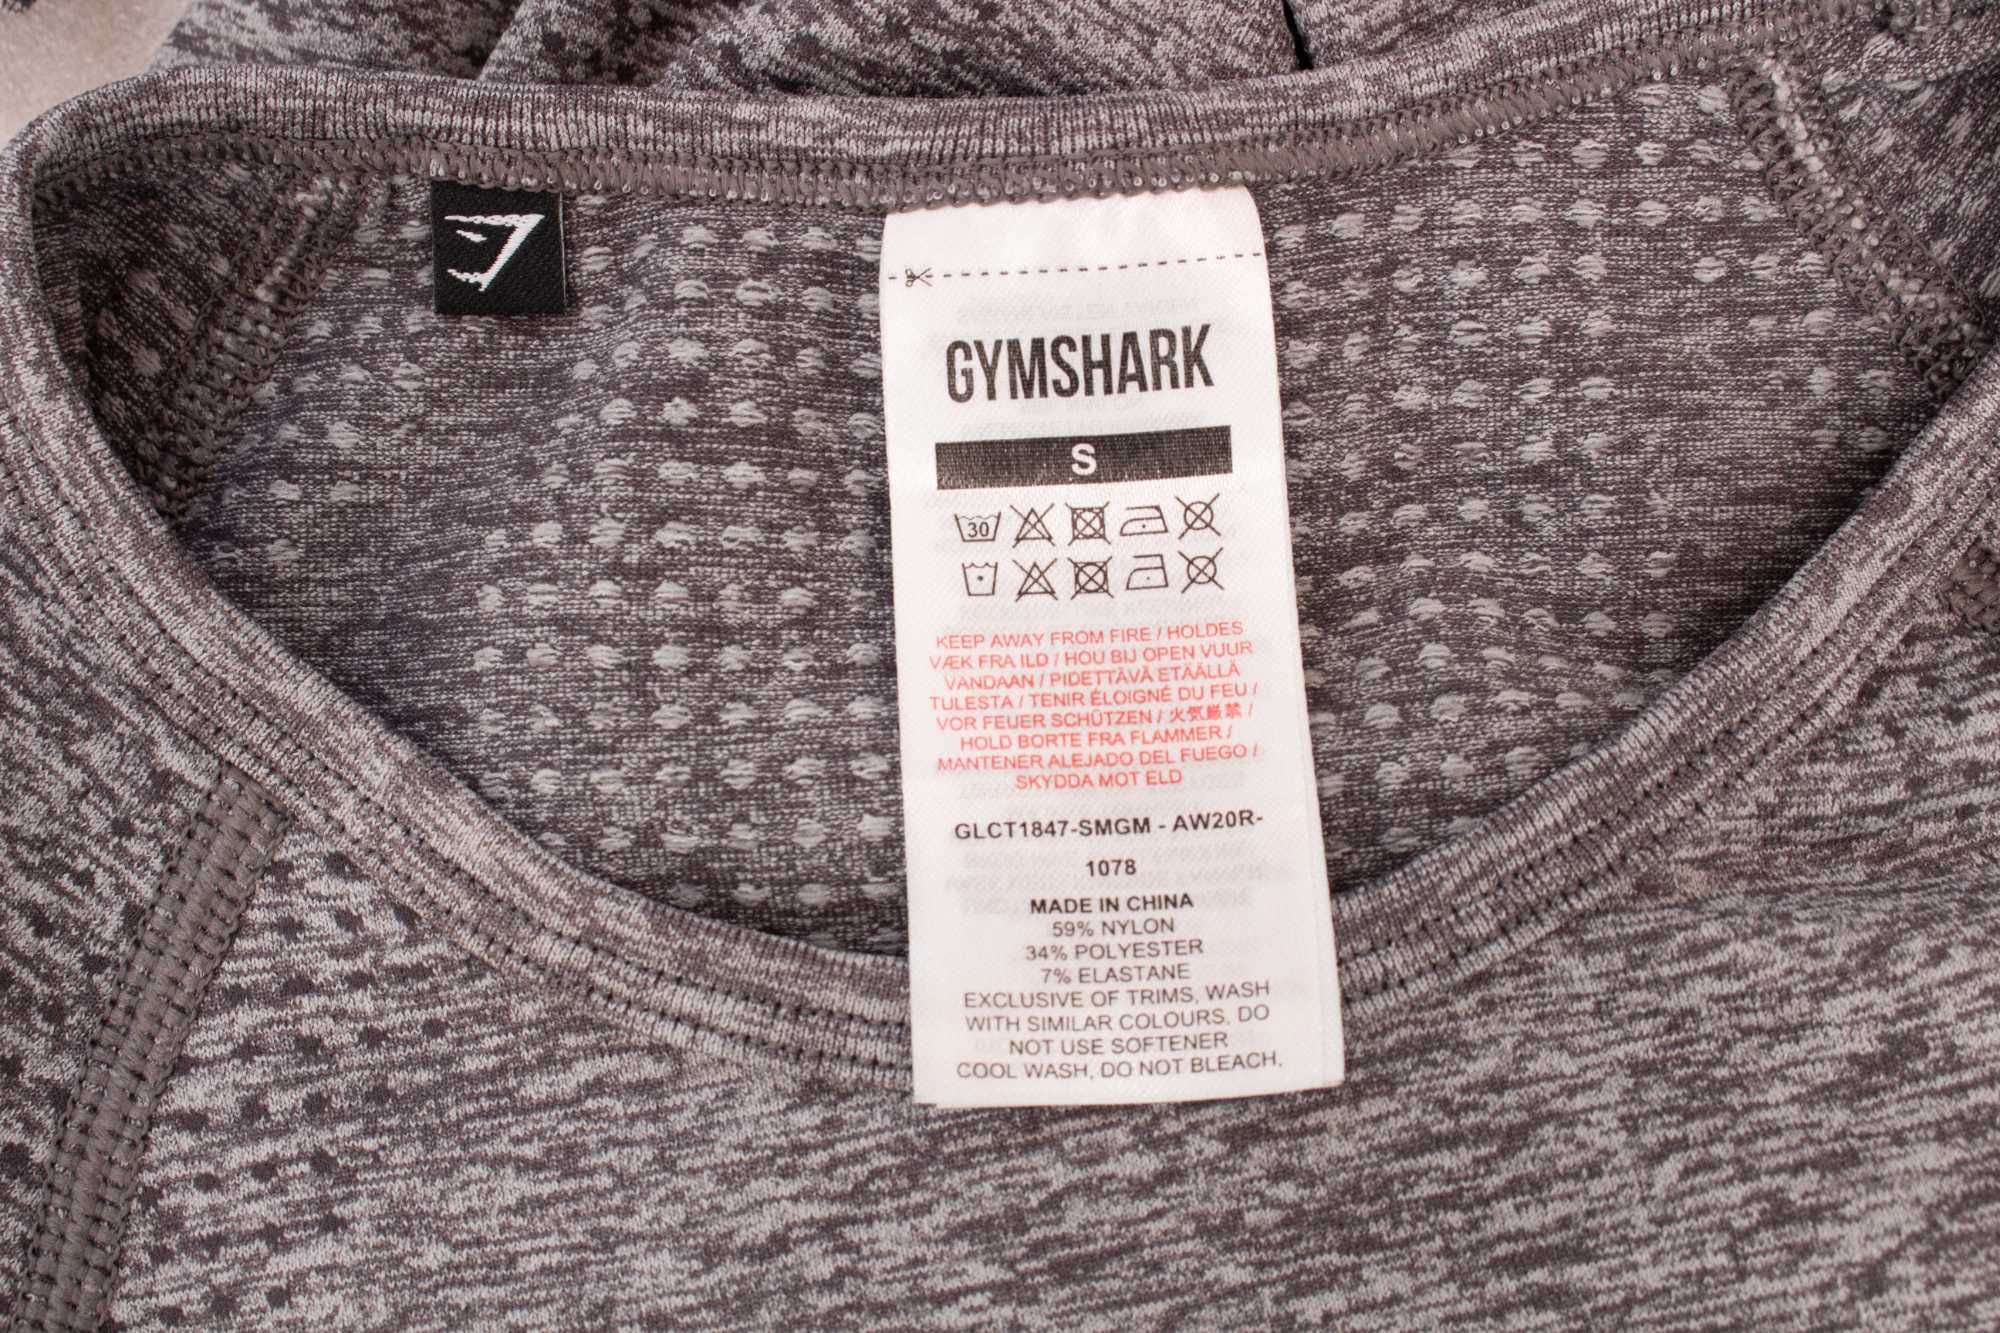 GYMSHARK
S
30
KEEP AWAY FROM FIRE / HOLDES
VÆK FRA ILD / HOU BIJ OPEN VUUR
VANDAAN / PIDETTÄVÄ ETÄÄLLÄ
TULESTA / TENIR ÉLOIGNÉ DU FEU /
VOR FEUER SCHÜTZEN / 火気厳禁 /
HOLD BORTE FRA FLAMMER /
MANTENER ALEJADO DEL FUEGO /
SKYDDA MOT ELD
GLCT1847-SMGM - AW20R-
1078
MADE IN CHINA
59% NYLON
34% POLYESTER
7% ELASTANE
EXCLUSIVE OF TRIMS, WASH
WITH SIMILAR COLOURS, DO
NOT USE SOFTENER
COOL WASH, DO NOT BLEACH.